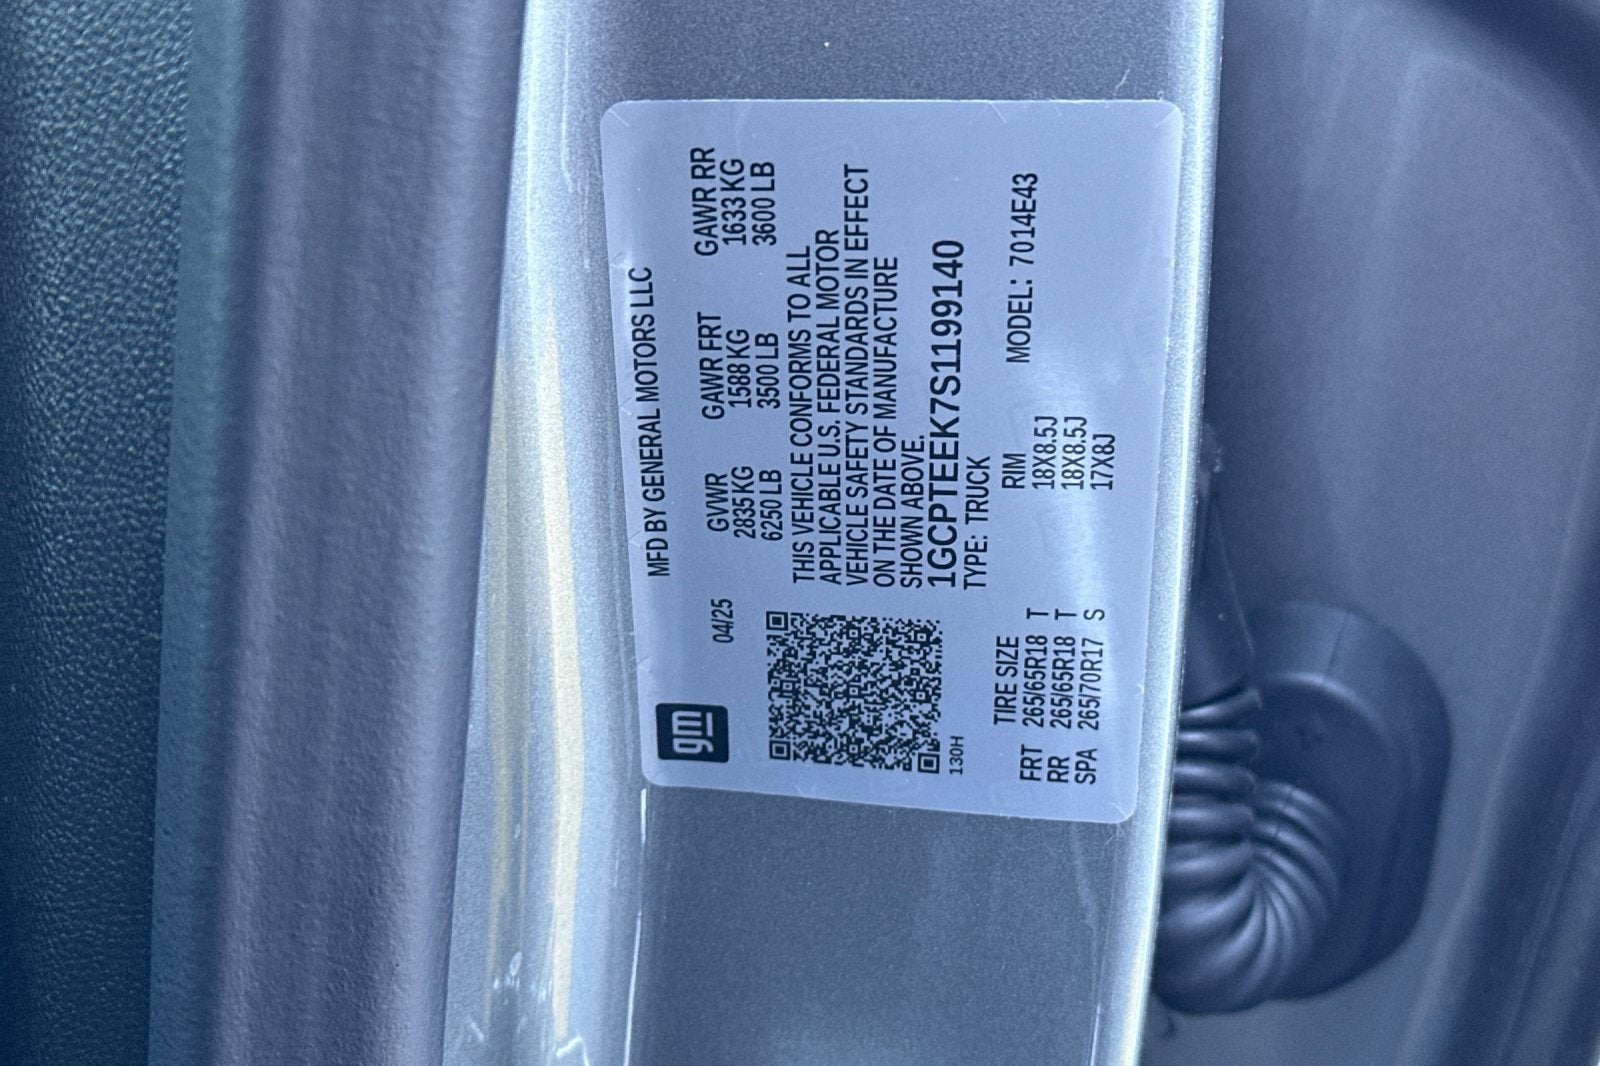 gm
MFD BY GENERAL MOTORS LLC
04/25
GVWR GAWR FRT GAWR RR
2835 KG 1588 KG 1633 KG
6250 LB 3500 LB 3600 LB
THIS VEHICLE CONFORMS TO ALL
APPLICABLE U.S. FEDERAL MOTOR
VEHICLE SAFETY STANDARDS IN EFFECT
ON THE DATE OF MANUFACTURE
SHOWN ABOVE.
1GCPTEEK7S1199140
130H
TYPE: TRUCK
TIRE SIZE RIM MODEL: 7014E43
FRT 265/65R18 T 18X8.5J
RR 265/65R18 T 18X8.5J
SPA 265/70R17 S 17X8J